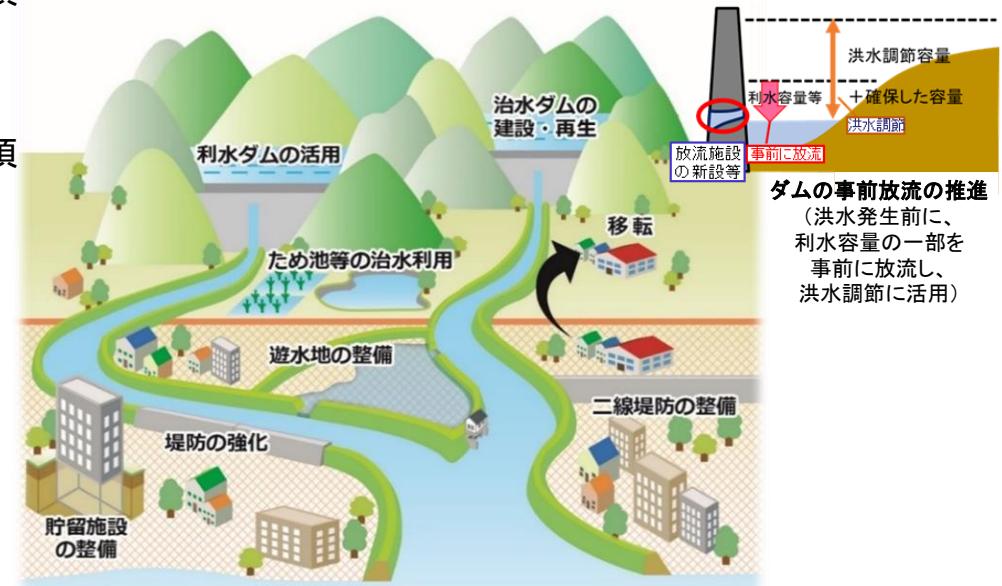 項
治水ダムの
建設・再生
利水ダムの活用
移転
ため池等の治水利用
遊水地の整備
二線堤防の整備
堤防の強化
貯留施設
の整備
洪水調節容量
利水容量等
＋確保した容量
洪水調節
放流施設
の新設等
事前に放流
ダムの事前放流の推進
（洪水発生前に、
利水容量の一部を
事前に放流し、
洪水調節に活用）